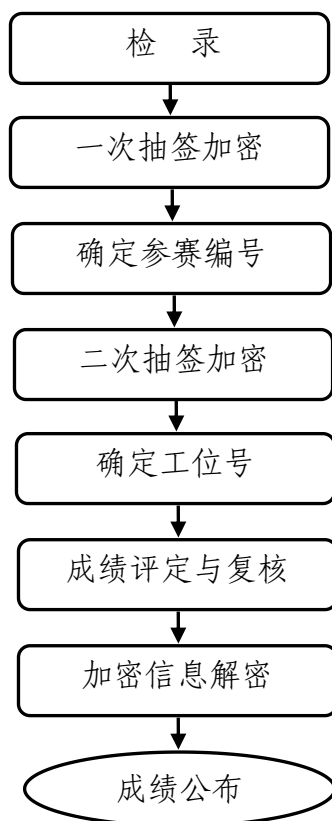 检 录
一次抽签加密
确定参赛编号
二次抽签加密
确定工位号
成绩评定与复核
加密信息解密
成绩公布